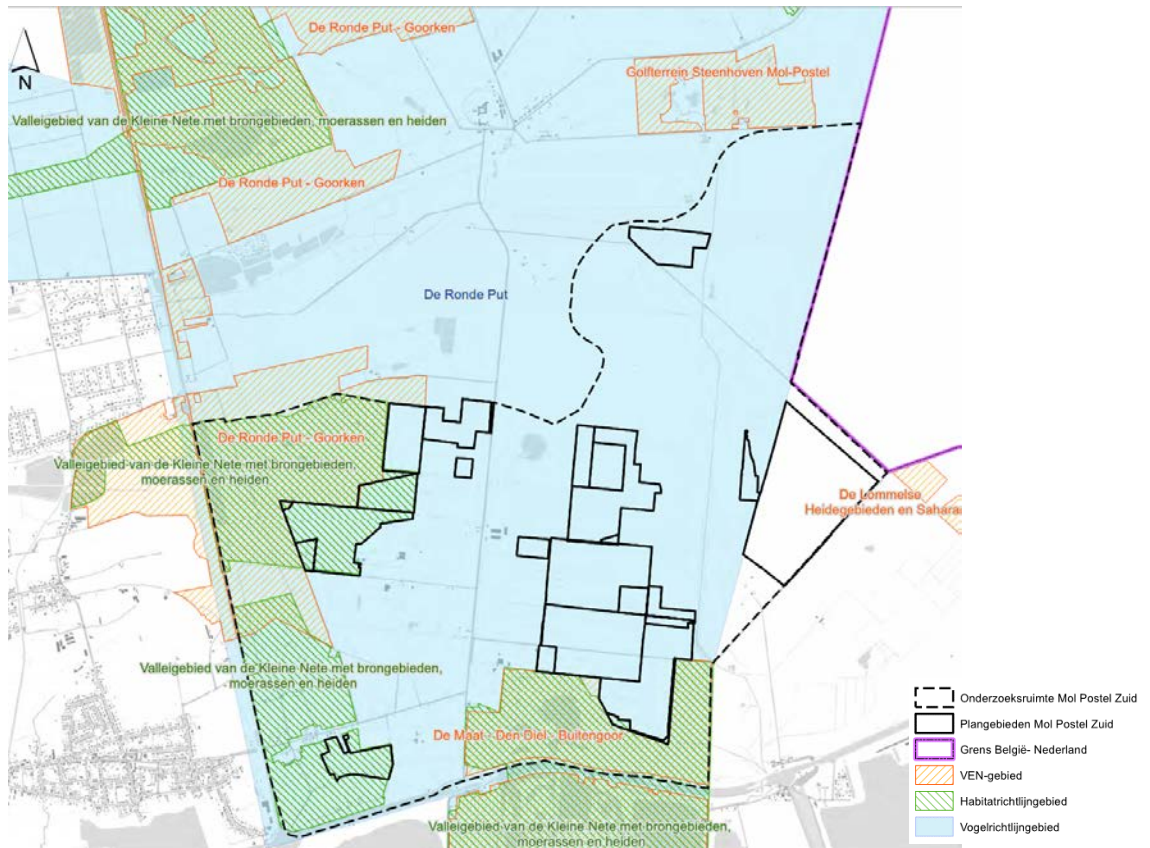 De Ronde Put - Goorken
N
Golfterrein Steenhoven Mol-Postel
Valleigebied van de Kleine Nete met brongebieden, moerassen en heiden
De Ronde Put - Goorken
De Ronde Put
De Ronde Put - Goorken
Valleigebied van de Kleine Nete met brongebieden,
moerassen en heiden
De Lommelse
Heidegebieden en Sahara
Valleigebied van de Kleine Nete met brongebieden,
moerassen en heiden
De Maat - Den Diel - Buitengoor
Valleigebied van de Kleine Nete met brongebieden,
moerassen en heiden
Onderzoeksruimte Mol Postel Zuid
Plangebieden Mol Postel Zuid
Grens België- Nederland
VEN-gebied
Habitatrichtlijngebied
Vogelrichtlijngebied